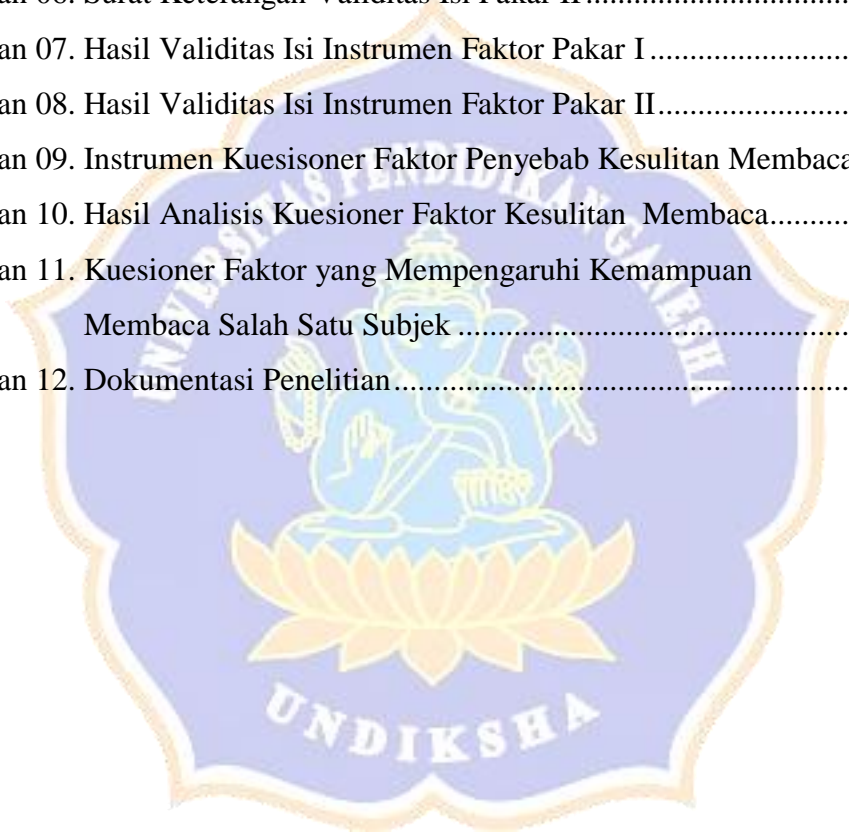 an 06. Surat Keterangan Validitas Isi Pakar II
an 07. Hasil Validitas Isi Instrumen Faktor Pakar I
an 08. Hasil Validitas Isi Instrumen Faktor Pakar II
an 09. Instrumen Kuesisoner Faktor Penyebab Kesulitan Membaca
an 10. Hasil Analisis Kuesioner Faktor Kesulitan Membaca
an 11. Kuesioner Faktor yang Mempengaruhi Kemampuan
Membaca Salah Satu Subjek
an 12. Dokumentasi Penelitian
UNIVERSITAS PENDIDIKAN GANESHA
UNDIKSHA